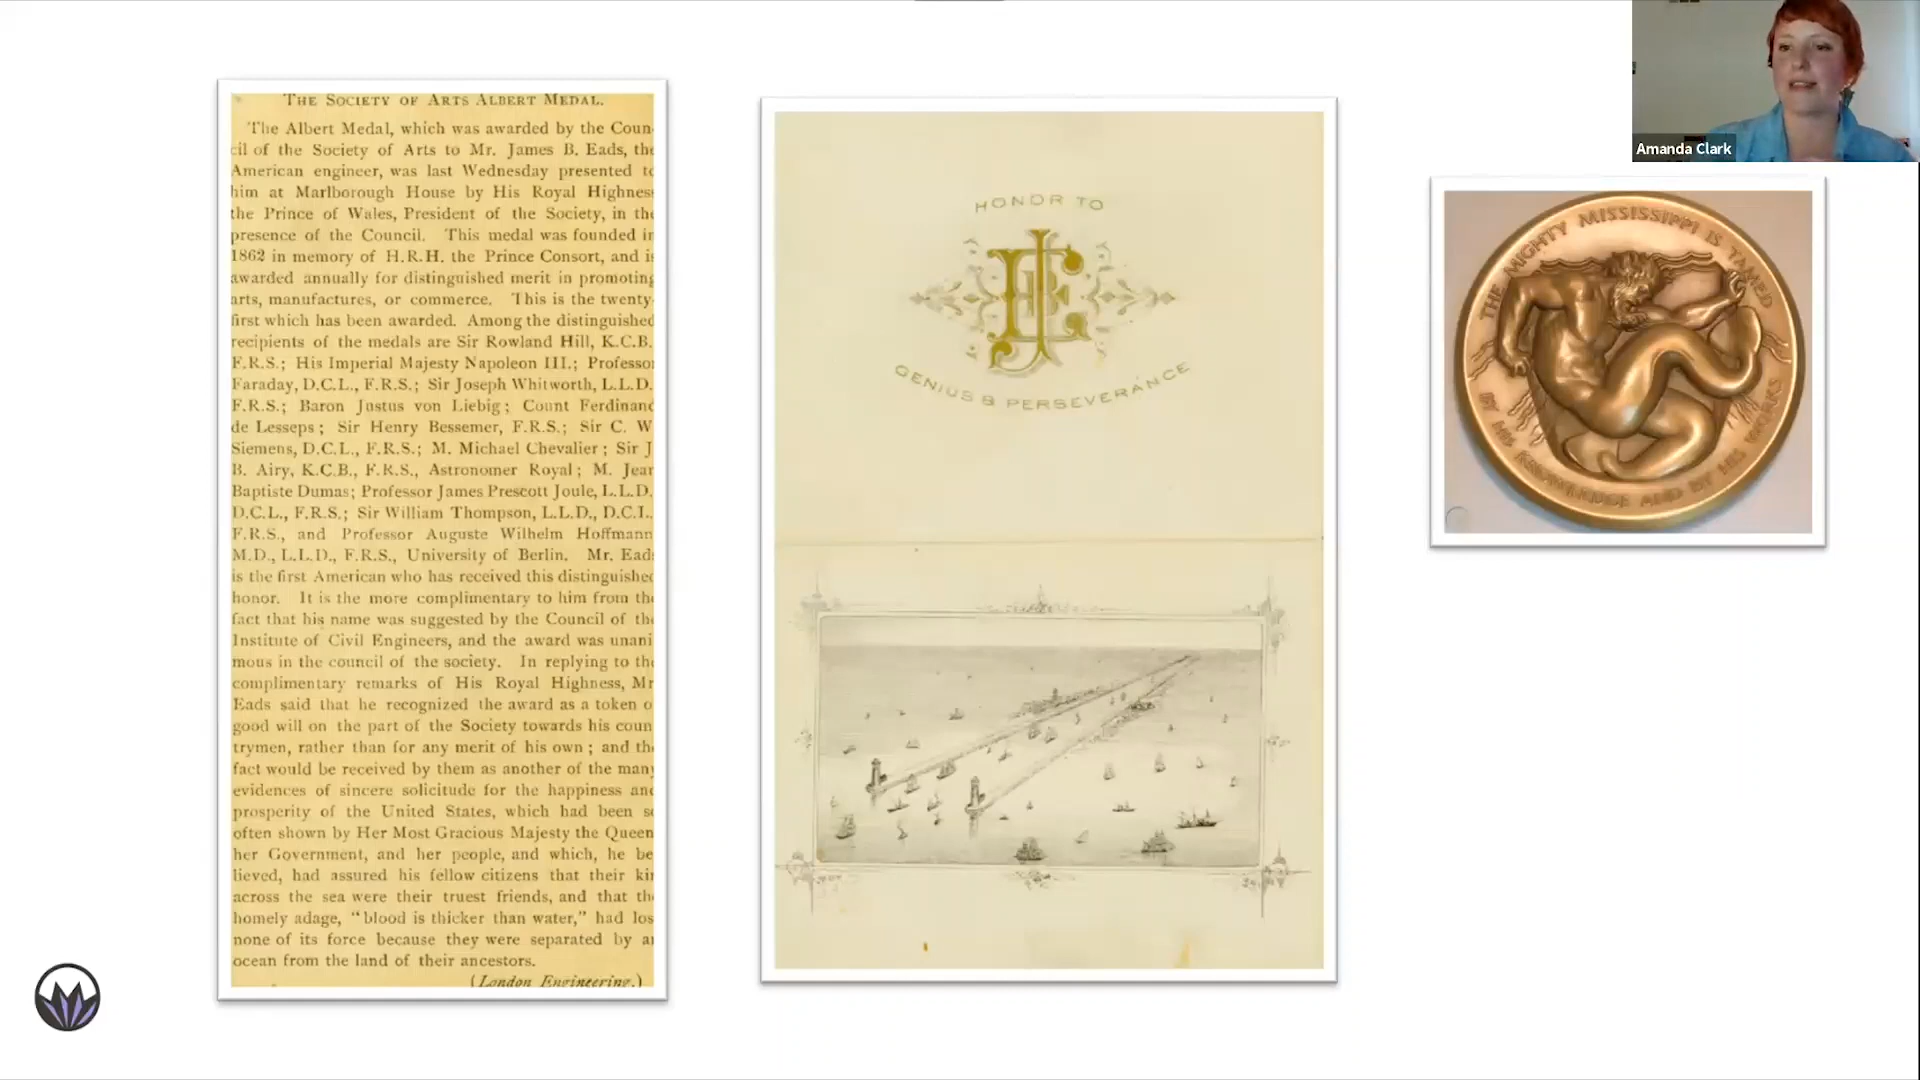 THE SOCIETY OF ARTS ALBERT MEDAL.
The Albert Medal, which was awarded by the Coun
cil of the Society of Arts to Mr. James B. Eads, the
American engineer, was last Wednesday presented to
him at Marlborough House by His Royal Highness
the Prince of Wales, President of the Society, in the
presence of the Council. This medal was founded in
1862 in memory of H.R.H. the Prince Consort, and is
awarded annually for distinguished merit in promoting
arts, manufactures, or commerce. This is the twenty-
first which has been awarded. Among the distinguished
recipients of the medals are Sir Rowland Hill, K.C.B.
F.R.S.; His Imperial Majesty Napoleon III.; Professor
Faraday, D.C.L., F.R.S.; Sir Joseph Whitworth, L.L.D.
F.R.S.; Baron Justus von Liebig; Count Ferdinand
de Lesseps; Sir Henry Bessemer, F.R.S.; Sir C. W
Siemens, D.C.L., F.R.S.; M. Michael Chevalier; Sir J
B. Airy, K.C.B., F.R.S., Astronomer Royal; M. Jean
Baptiste Dumas; Professor James Prescott Joule, L.L.D.
D.C.L., F.R.S.; Sir William Thompson, L.L.D., D.C.L.
F.R.S., and Professor Auguste Wilhelm Hoffmann
M.D., L.L.D., F.R.S., University of Berlin. Mr. Eads
is the first American who has received this distinguished
honor. It is the more complimentary to him from the
fact that his name was suggested by the Council of the
Institute of Civil Engineers, and the award was unani
mous in the council of the society. In replying to the
complimentary remarks of His Royal Highness, Mr
Eads said that he recognized the award as a token o
good will on the part of the Society towards his coun
trymen, rather than for any merit of his own; and the
fact would be received by them as another of the many
evidences of sincere solicitude for the happiness and
prosperity of the United States, which had been so
often shown by Her Most Gracious Majesty the Queen
her Government, and her people, and which, he be
lieved, had assured his fellow citizens that their kin
across the sea were their truest friends, and that the
homely adage, "blood is thicker than water," had los
none of its force because they were separated by an
ocean from the land of their ancestors.
(London Engineering.)
HONOR TO
JBE
GENIUS & PERSEVERANCE
THE MIGHTY MISSISSIPPI IS TAMED
BY HIS KNOWLEDGE AND BY HIS WORKS
Amanda Clark